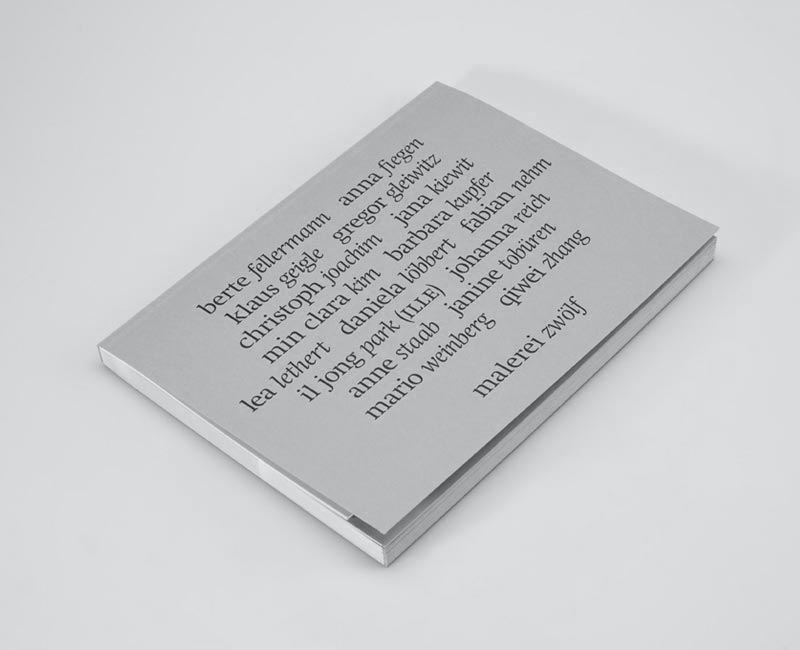 berte fellermann anna fiegen
klaus geigle gregor gleiwitz
christoph joachim jana kiewit
min clara kim barbara kupfer
lea lethert daniela löbbert fabian nehm
il jong park (ILLE) johanna reich
anne staab janine tobüren
mario weinberg qiwei zhang
malerei zwölf